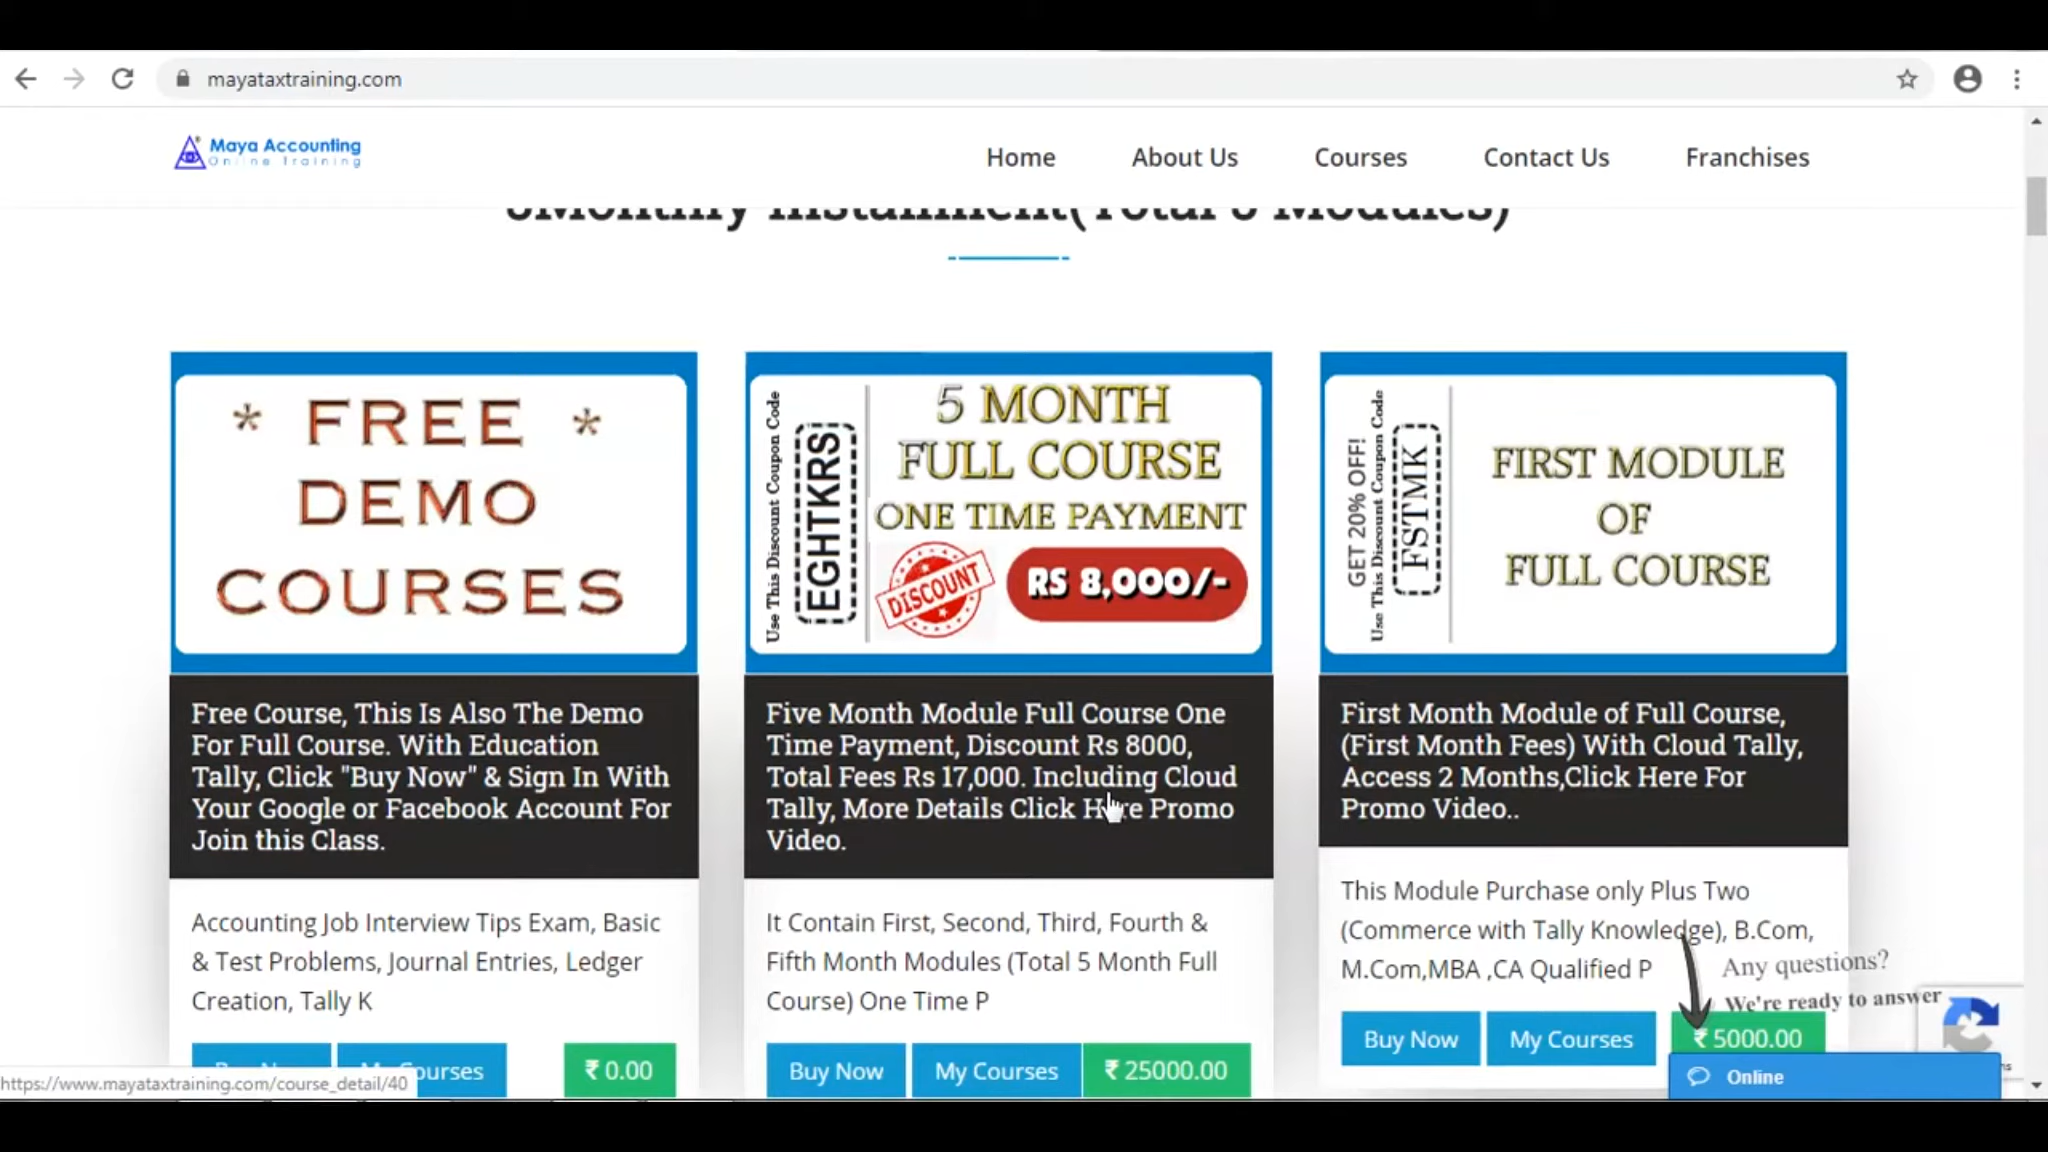 mayataxtraining.com
Maya Accounting
Online Training
Home
About Us
Courses
Contact Us
Franchises
* FREE *
DEMO
COURSES
Free Course, This Is Also The Demo
For Full Course. With Education
Tally, Click "Buy Now" & Sign In With
Your Google or Facebook Account For
Join this Class.
Accounting Job Interview Tips Exam, Basic
& Test Problems, Journal Entries, Ledger
Creation, Tally K
₹ 0.00
Use This Discount Coupon Code
EGHTKRS
5 MONTH
FULL COURSE
ONE TIME PAYMENT
DISCOUNT
RS 8,000/-
Five Month Module Full Course One
Time Payment, Discount Rs 8000,
Total Fees Rs 17,000. Including Cloud
Tally, More Details Click Here Promo
Video.
It Contain First, Second, Third, Fourth &
Fifth Month Modules (Total 5 Month Full
Course) One Time P
Buy Now
My Courses
₹ 25000.00
GET 20% OFF!
Use This Discount Coupon Code
FSTMK
FIRST MODULE
OF
FULL COURSE
First Month Module of Full Course,
(First Month Fees) With Cloud Tally,
Access 2 Months,Click Here For
Promo Video..
This Module Purchase only Plus Two
(Commerce with Tally Knowledge), B.Com,
M.Com,MBA ,CA Qualified P
Buy Now
My Courses
₹ 5000.00
Any questions?
We're ready to answer
Online
https://www.mayataxtraining.com/course_detail/40